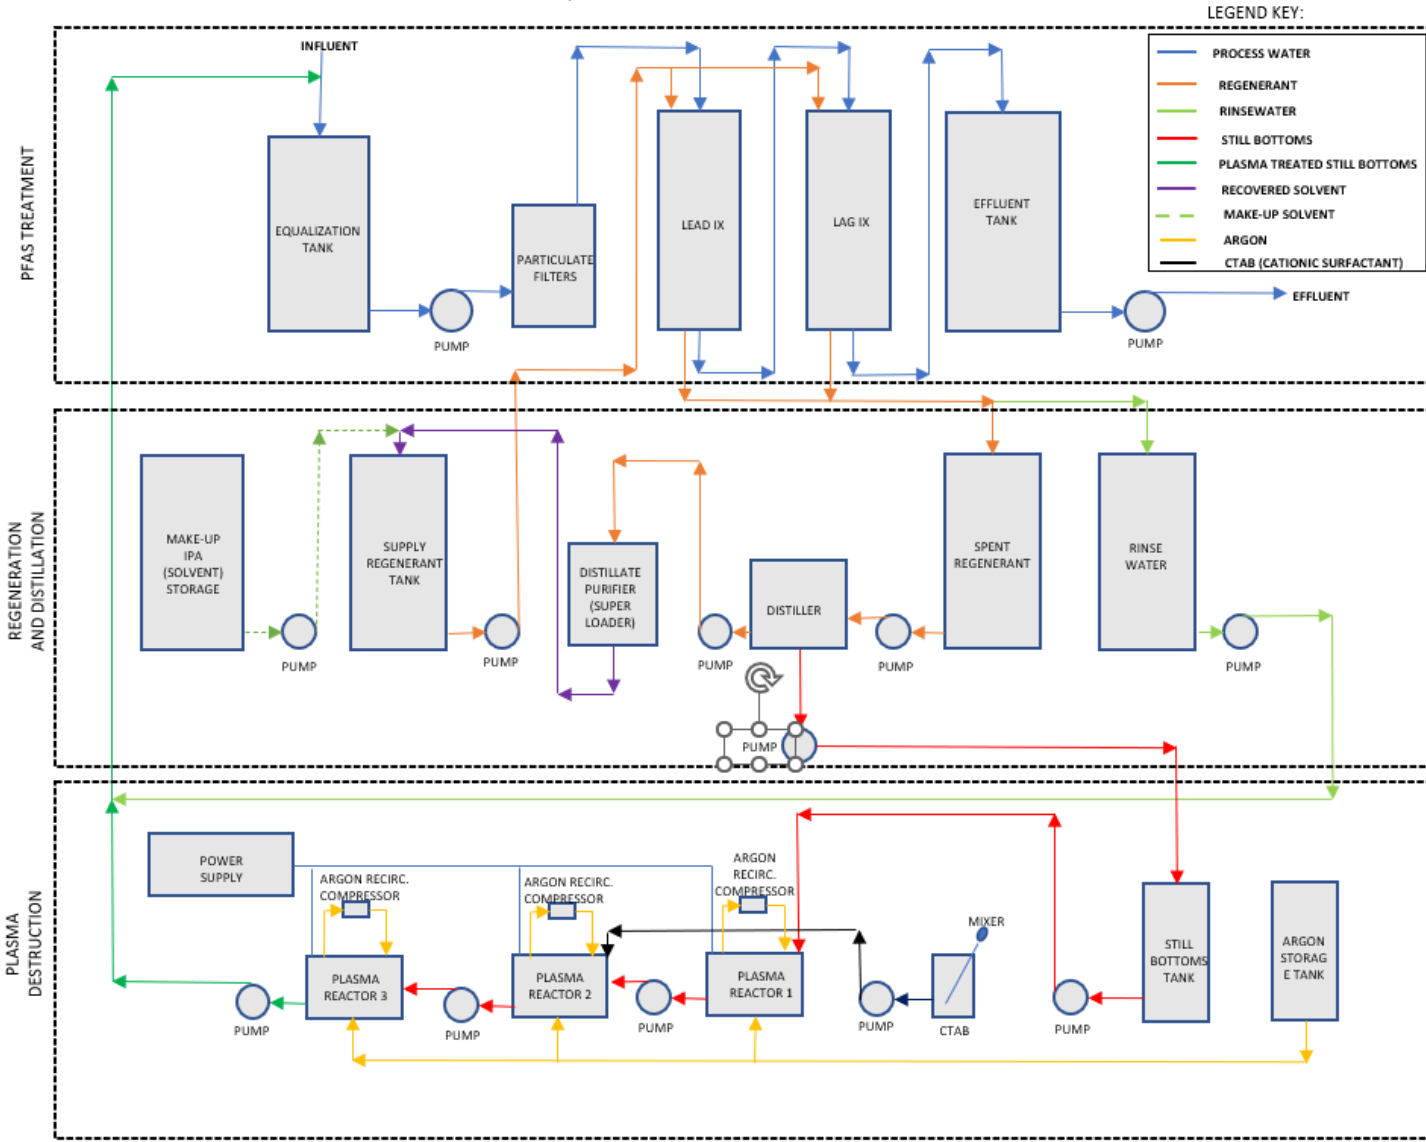 LEGEND KEY:
PROCESS WATER
REGENERANT
RINSEWATER
STILL BOTTOMS
PLASMA TREATED STILL BOTTOMS
RECOVERED SOLVENT
MAKE-UP SOLVENT
ARGON
CTAB (CATIONIC SURFACTANT)
PFAS TREATMENT
INFLUENT
EQUALIZATION
TANK
PUMP
PARTICULATE
FILTERS
LEAD IX
LAG IX
EFFLUENT
TANK
PUMP
EFFLUENT
REGENERATION
AND DISTILLATION
MAKE-UP
IPA
(SOLVENT)
STORAGE
PUMP
SUPPLY
REGENERANT
TANK
PUMP
DISTILLATE
PURIFIER
(SUPER
LOADER)
PUMP
DISTILLER
PUMP
SPENT
REGENERANT
RINSE
WATER
PUMP
PUMP
PLASMA
DESTRUCTION
POWER
SUPPLY
ARGON RECIRC.
COMPRESSOR
ARGON RECIRC.
COMPRESSOR
ARGON
RECIRC.
COMPRESSOR
PUMP
PLASMA
REACTOR 3
PUMP
PLASMA
REACTOR 2
PUMP
PLASMA
REACTOR 1
PUMP
MIXER
CTAB
PUMP
STILL
BOTTOMS
TANK
ARGON
STORAG
E TANK